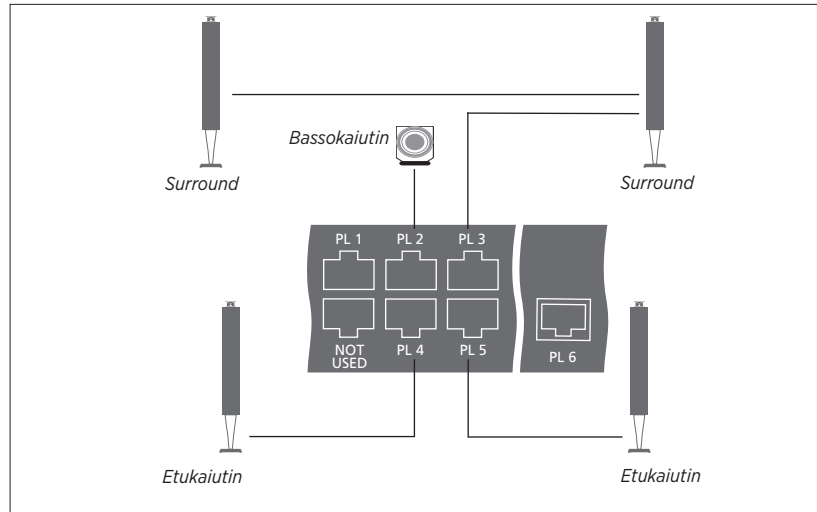 Bassokaiutin
Surround
Surround
PL 1
PL 2
PL 3
NOT
USED
PL 4
PL 5
PL 6
Etukaiutin
Etukaiutin